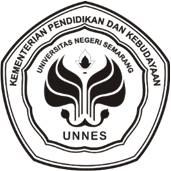 KEMENTERIAN PENDIDIKAN DAN KEBUDAYAAN
UNIVERSITAS NEGERI SEMARANG
UNNES